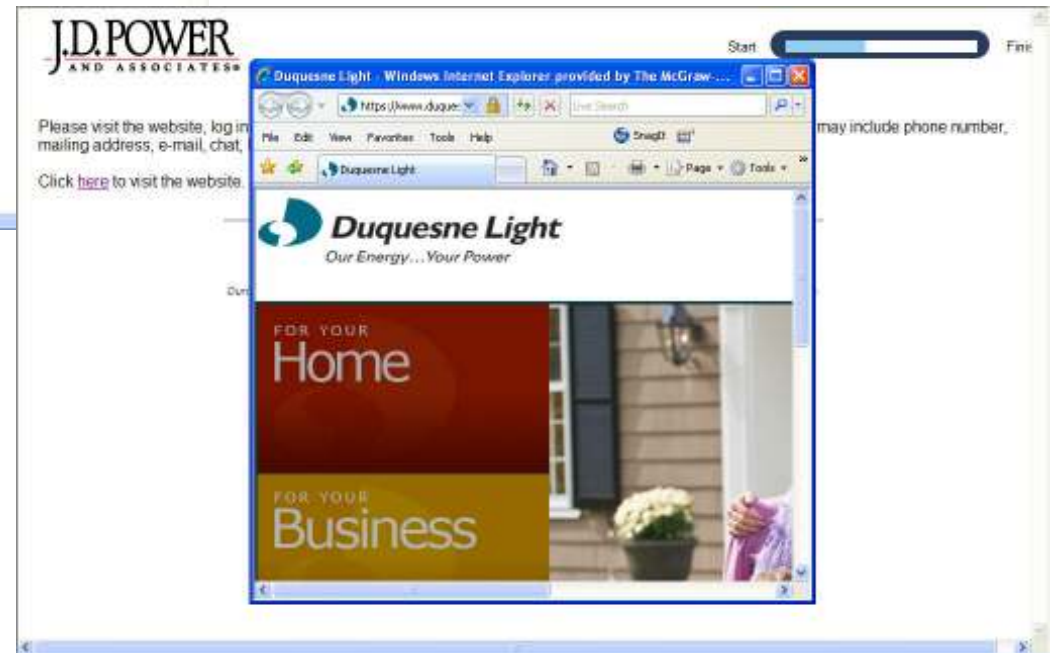 J.D. POWER
AND ASSOCIATES®
Start
Finis
Please visit the website, log in
may include phone number,
mailing address, e-mail, chat,
Click here to visit the website.
Duquesne Light - Windows Internet Explorer provided by The McGraw-...
https://www.duques
Live Search
File Edit View Favorites Tools Help
SnagIt
Duquesne Light
Page
Tools
Duquesne Light
Our Energy...Your Power
FOR YOUR
Home
FOR YOUR
Business